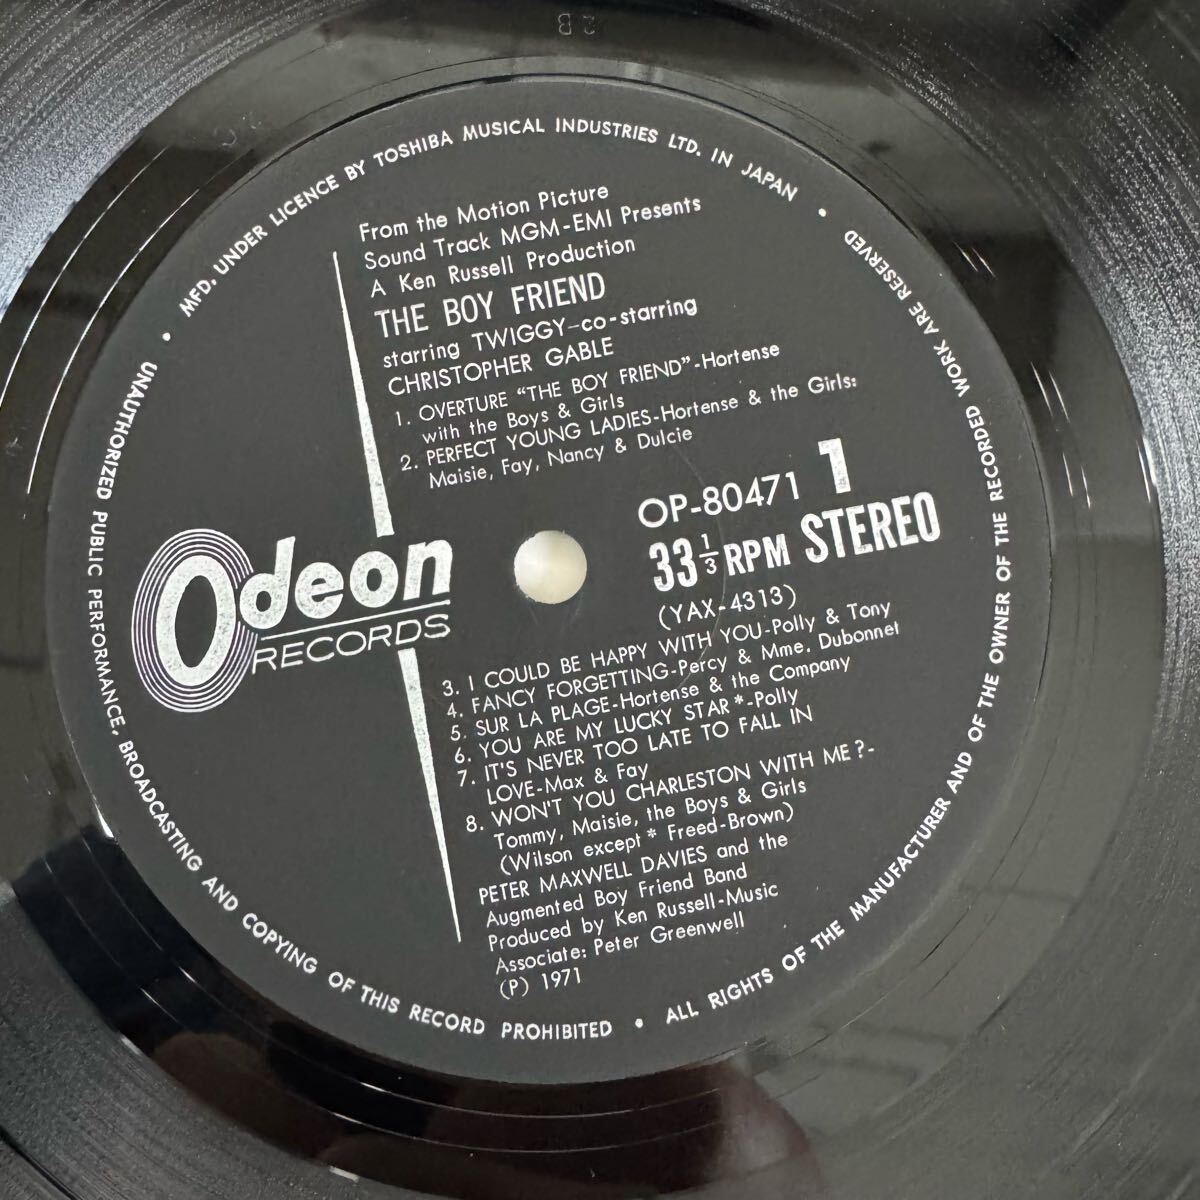 MFD. UNDER LICENCE BY TOSHIBA MUSICAL INDUSTRIES LTD. IN JAPAN •
From the Motion Picture
Sound Track MGM-EMI Presents
A Ken Russell Production
THE BOY FRIEND
starring TWIGGY-co-starring
CHRISTOPHER GABLE
1. OVERTURE “THE BOY FRIEND”-Hortense
with the Boys & Girls
2. PERFECT YOUNG LADIES-Hortense & the Girls:
Maisie, Fay, Nancy & Dulcie
OP-80471 1
33 1/3 RPM STEREO
(YAX-4313)
Odeon
RECORDS
3. I COULD BE HAPPY WITH YOU-Polly & Tony
4. FANCY FORGETTING-Percy & Mme. Dubonnet
5. SUR LA PLAGE-Hortense & the Company
6. YOU ARE MY LUCKY STAR*-Polly
7. IT'S NEVER TOO LATE TO FALL IN
LOVE-Max & Fay
8. WON'T YOU CHARLESTON WITH ME?-
Tommy, Maisie, the Boys & Girls
(Wilson except * Freed-Brown)
PETER MAXWELL DAVIES and the
Augmented Boy Friend Band
Produced by Ken Russell-Music
Associate: Peter Greenwell
(P) 1971
ALL RIGHTS OF THE MANUFACTURER AND OF THE OWNER OF THE RECORDED WORK ARE RESERVED •
UNAUTHORIZED PUBLIC PERFORMANCE, BROADCASTING AND COPYING OF THIS RECORD PROHIBITED •